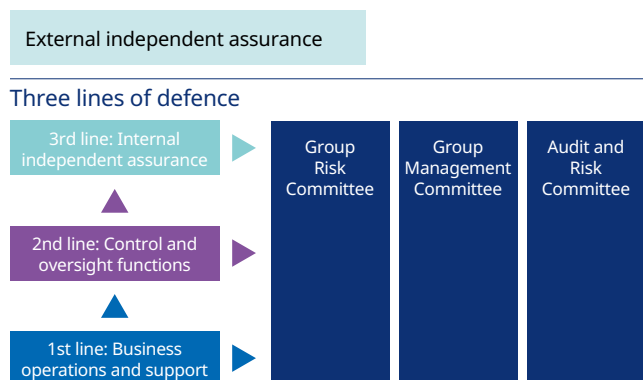 External independent assurance
Three lines of defence
3rd line: Internal
independent assurance
Group
Risk
Committee
Group
Management
Committee
Audit and
Risk
Committee
2nd line: Control and
oversight functions
1st line: Business
operations and support